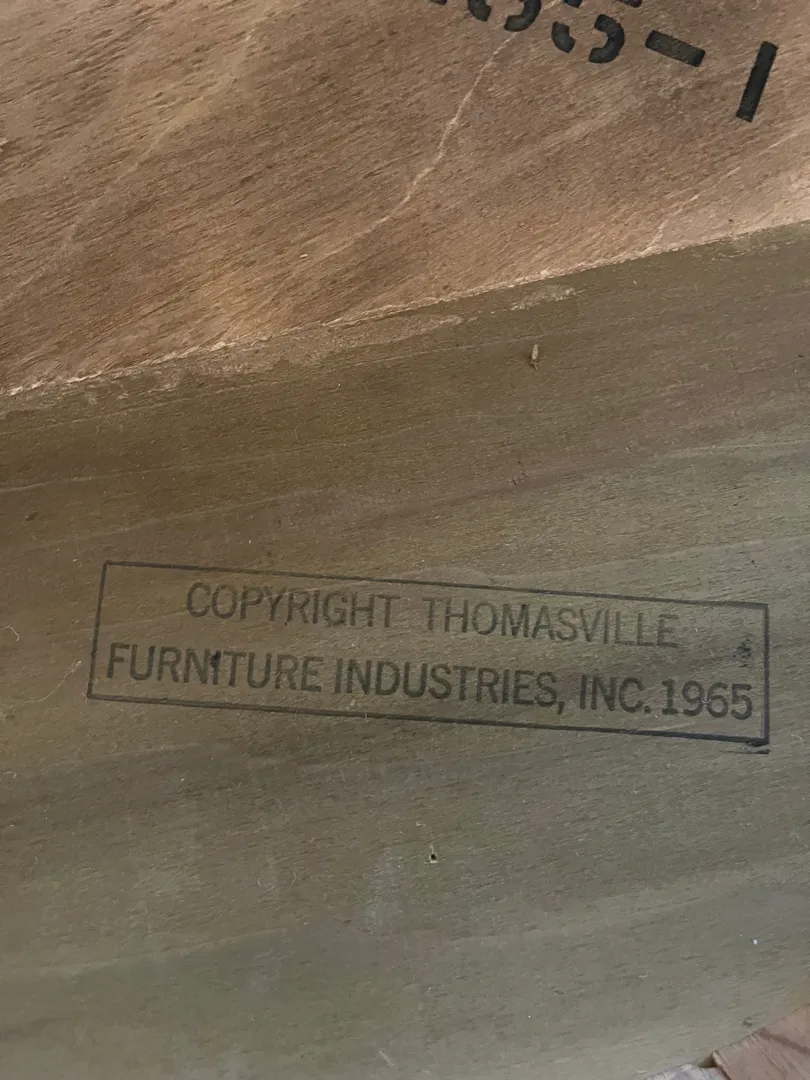 COPYRIGHT THOMASVILLE
FURNITURE INDUSTRIES, INC. 1965